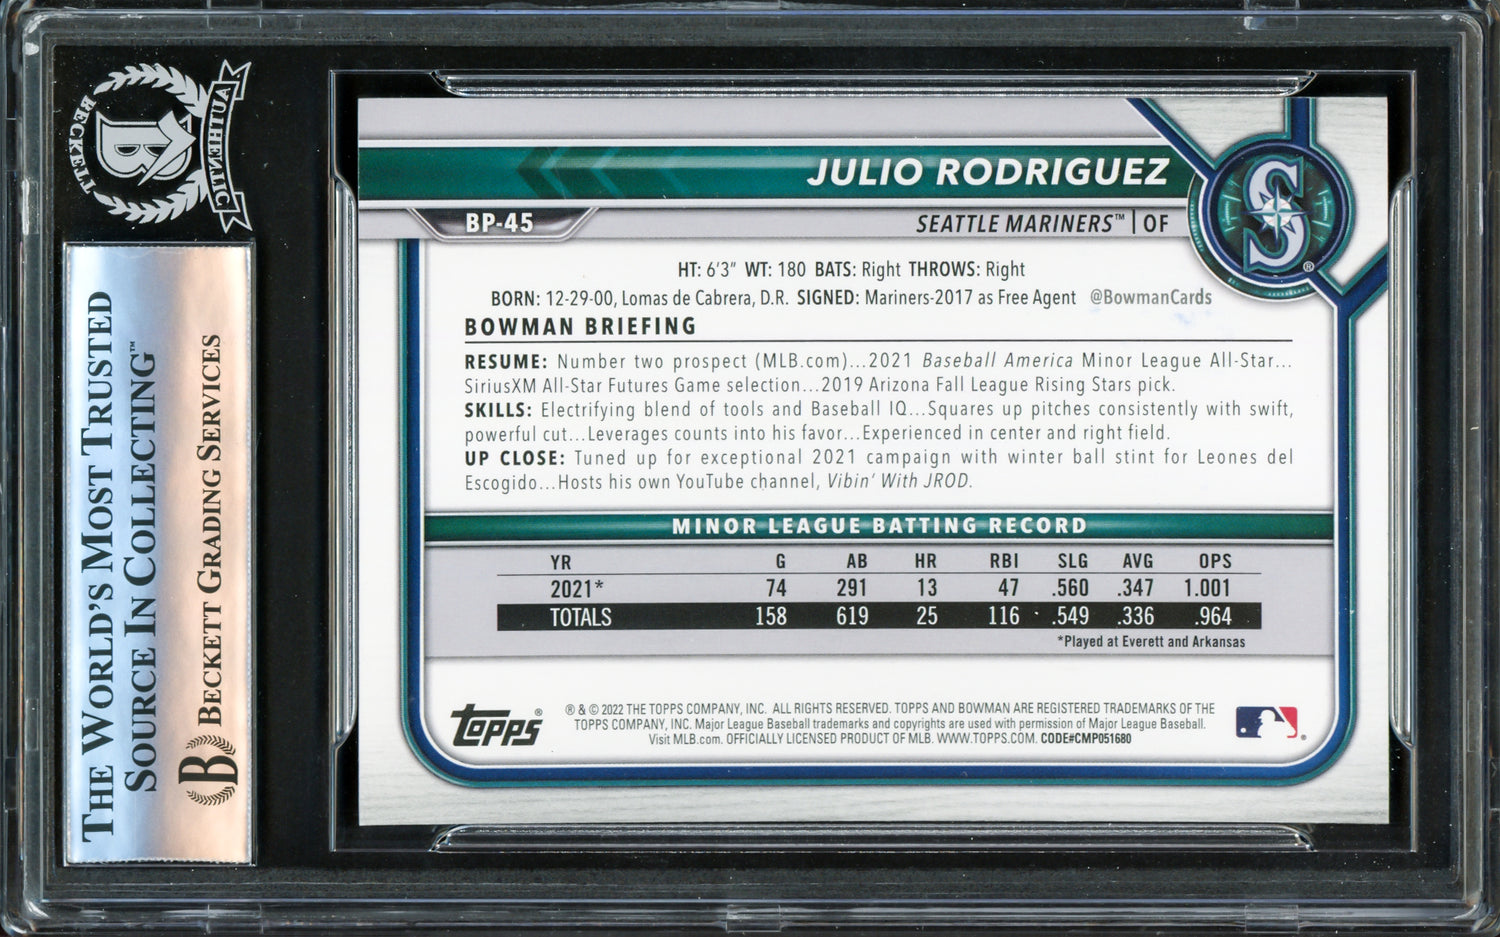 BECKETT
AUTHENTIC
B
THE WORLD'S MOST TRUSTED
SOURCE IN COLLECTING™
B BECKETT GRADING SERVICES
JULIO RODRIGUEZ
BP-45
SEATTLE MARINERS™ | OF
S
®
HT: 6'3" WT: 180 BATS: Right THROWS: Right
BORN: 12-29-00, Lomas de Cabrera, D.R. SIGNED: Mariners-2017 as Free Agent @BowmanCards
BOWMAN BRIEFING
RESUME: Number two prospect (MLB.com)...2021 Baseball America Minor League All-Star...
SiriusXM All-Star Futures Game selection...2019 Arizona Fall League Rising Stars pick.
SKILLS: Electrifying blend of tools and Baseball IQ...Squares up pitches consistently with swift,
powerful cut...Leverages counts into his favor...Experienced in center and right field.
UP CLOSE: Tuned up for exceptional 2021 campaign with winter ball stint for Leones del
Escogido...Hosts his own YouTube channel, Vibin' With JROD.
MINOR LEAGUE BATTING RECORD
YR G AB HR RBI SLG AVG OPS
2021* 74 291 13 47 .560 .347 1.001
TOTALS 158 619 25 116 .549 .336 .964
*Played at Everett and Arkansas
TOPPS®
® & © 2022 THE TOPPS COMPANY, INC. ALL RIGHTS RESERVED. TOPPS AND BOWMAN ARE REGISTERED TRADEMARKS OF THE
TOPPS COMPANY, INC. Major League Baseball trademarks and copyrights are used with permission of Major League Baseball.
Visit MLB.com. OFFICIALLY LICENSED PRODUCT OF MLB. WWW.TOPPS.COM. CODE#CMP051680